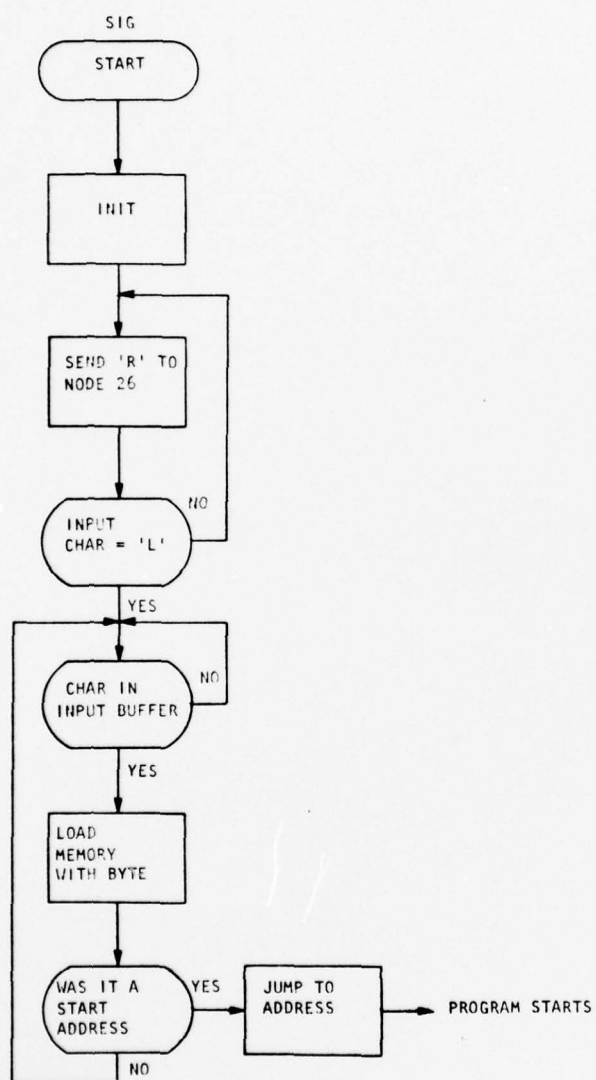 SIG
START
INIT
SEND 'R' TO
NODE 26
NO
INPUT
CHAR = 'L'
YES
NO
CHAR IN
INPUT BUFFER
YES
LOAD
MEMORY
WITH BYTE
WAS IT A
START
ADDRESS
YES
JUMP TO
ADDRESS
PROGRAM STARTS
NO